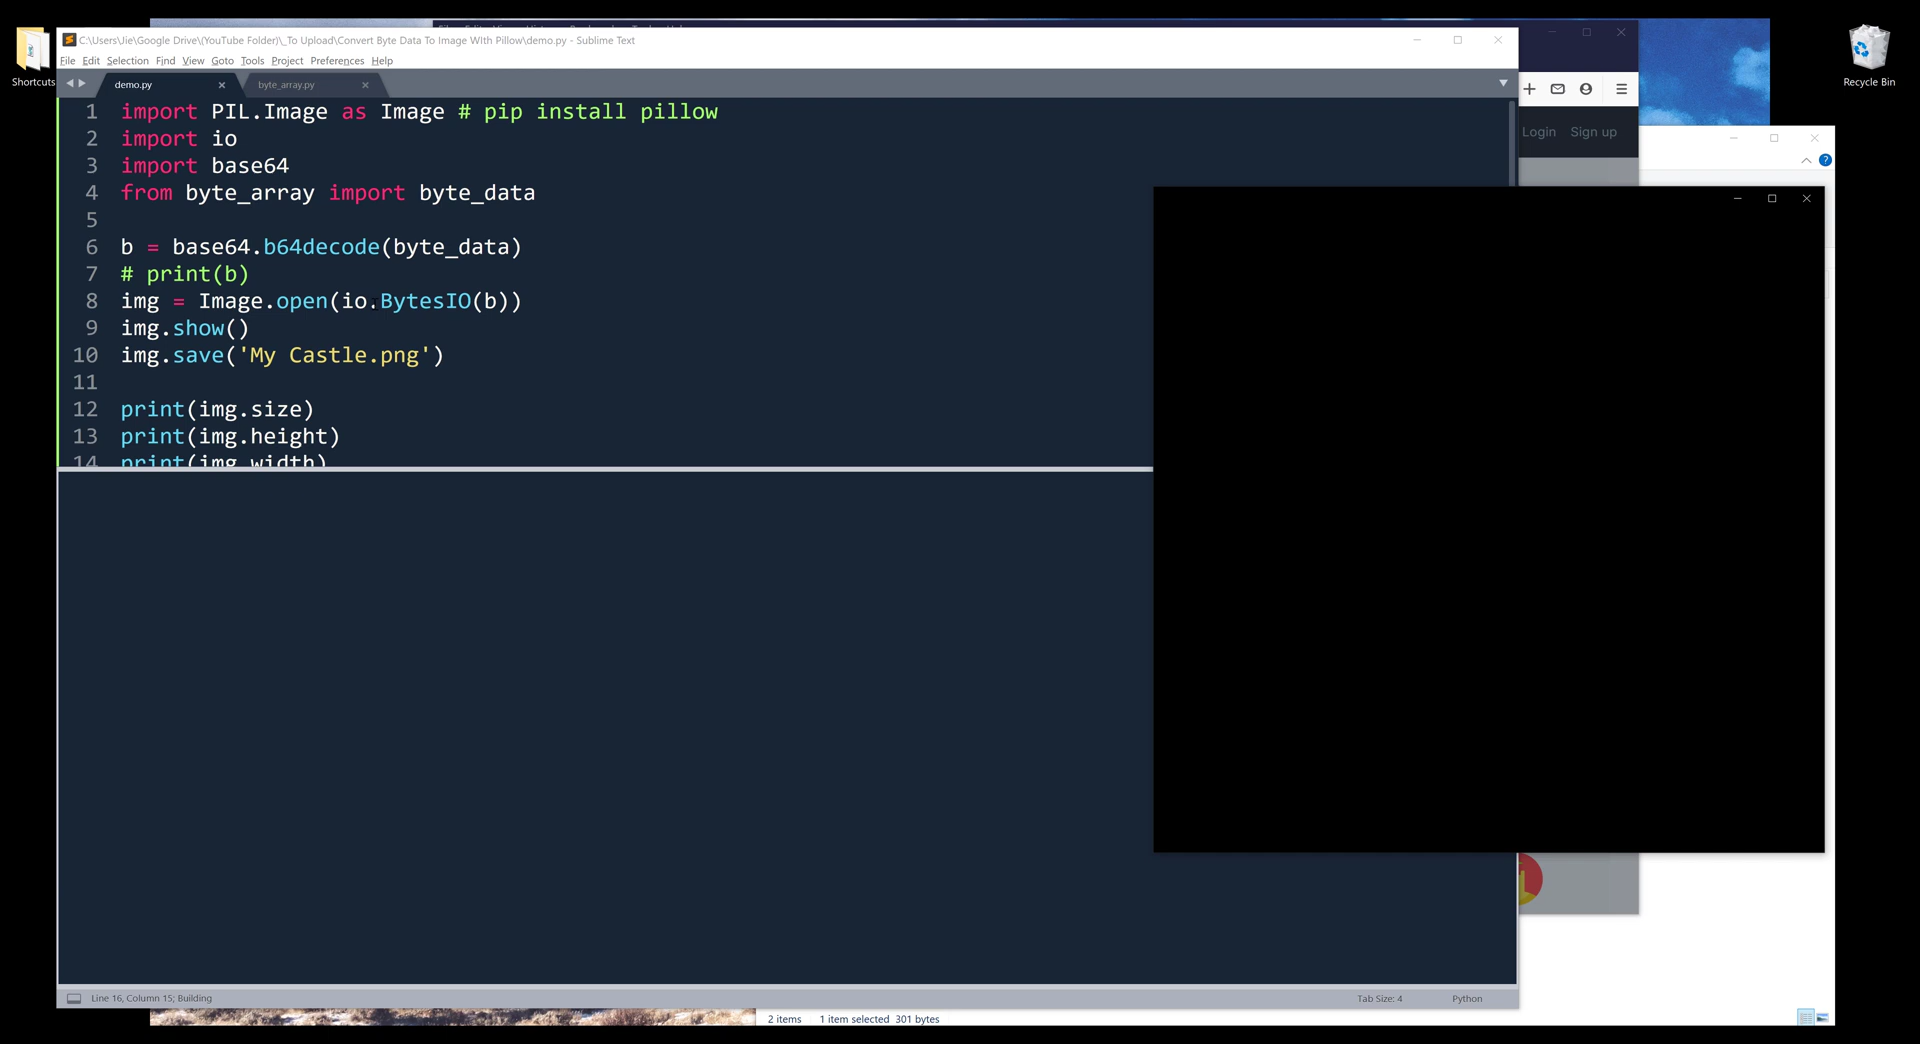 Shortcuts
C:\Users\Jie\Google Drive\(YouTube Folder)\_To Upload\Convert Byte Data To Image WIth Pillow\demo.py - Sublime Text
File Edit Selection Find View Goto Tools Project Preferences Help
demo.py
byte_array.py
1 import PIL.Image as Image # pip install pillow
2 import io
3 import base64
4 from byte_array import byte_data
5
6 b = base64.b64decode(byte_data)
7 # print(b)
8 img = Image.open(io.BytesIO(b))
9 img.show()
10 img.save('My Castle.png')
11
12 print(img.size)
13 print(img.height)
14 print(img.width)
Line 16, Column 15; Building
Tab Size: 4
Python
Login Sign up
Recycle Bin
2 items 1 item selected 301 bytes